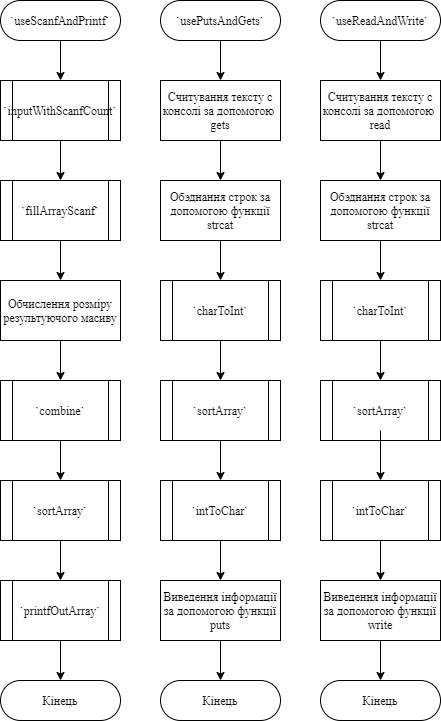 `useScanfAndPrintf`
`inputWithScanfCount`
`fillArrayScanf`
Обчислення розміру
результуючого масиву
`combine`
`sortArray`
`printfOutArray`
Кінець
`usePutsAndGets`
Считування тексту с
консолі за допомогою
gets
Обэднання строк за
допомогою функції
strcat
`charToInt`
`sortArray`
`intToChar`
Виведення інформації
за допомогою функції
puts
Кінець
`useReadAndWrite`
Считування тексту с
консолі за допомогою
read
Обэднання строк за
допомогою функції
strcat
`charToInt`
`sortArray`
`intToChar`
Виведення інформації
за допомогою функції
write
Кінець